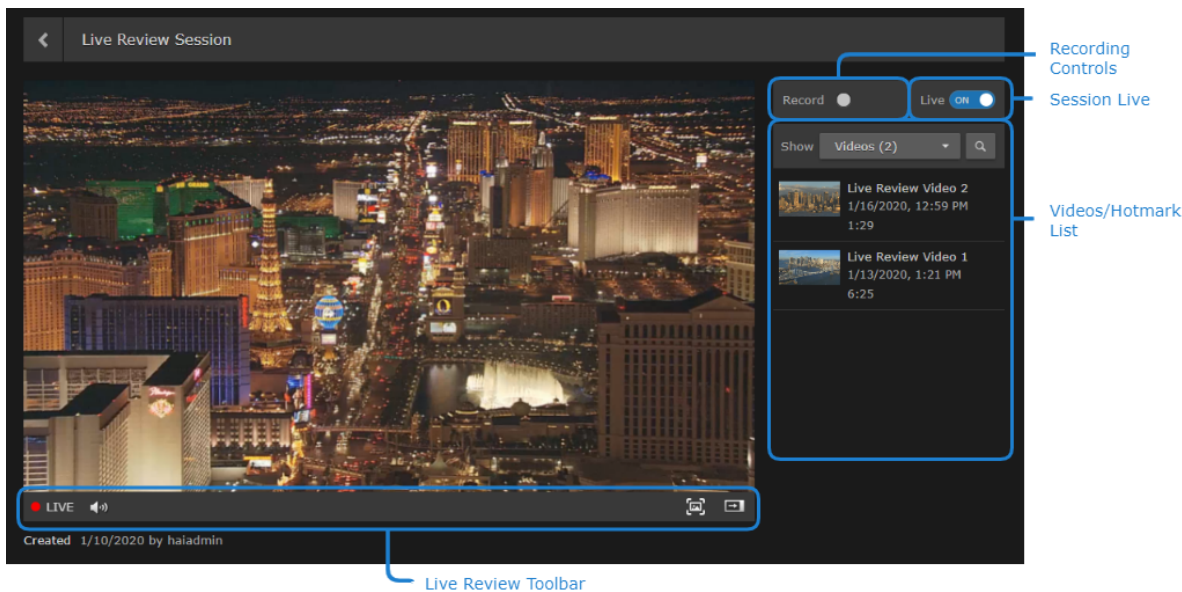 Live Review Session
Recording
Controls
Record
Live ON
Session Live
Show Videos (2)
Live Review Video 2
1/16/2020, 12:59 PM
1:29
Videos/Hotmark
List
Live Review Video 1
1/13/2020, 1:21 PM
6:25
LIVE
Created 1/10/2020 by haiadmin
Live Review Toolbar